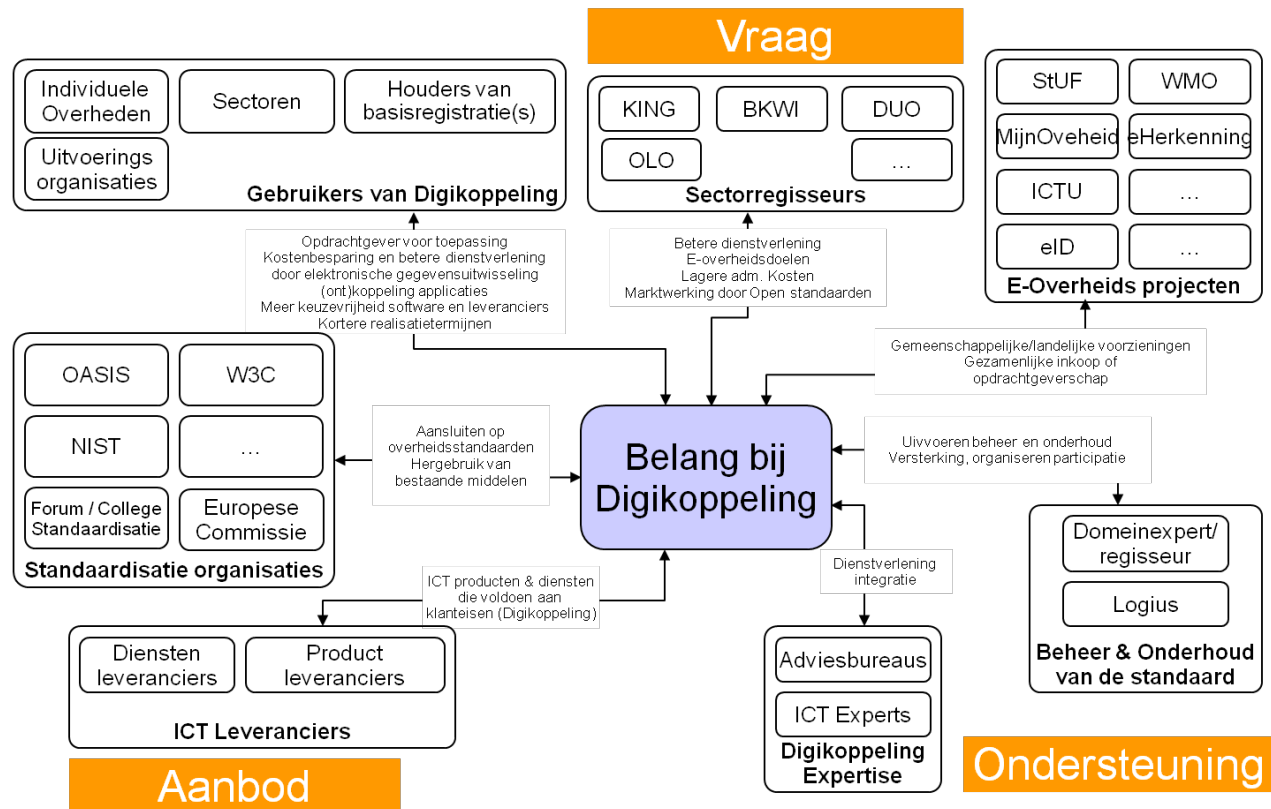 Vraag
Individuele
Overheden
Sectoren
Houders van
basisregistratie(s)
Uitvoerings
organisaties
Gebruikers van Digikoppeling
KING
BKWI
DUO
OLO
...
Sectorregisseurs
StUF
WMO
MijnOveheid
eHerkenning
ICTU
...
eID
...
E-Overheids projecten
Opdrachtgever voor toepassing
Kostenbesparing en betere dienstverlening
door elektronische gegevensuitwisseling
(ont)koppeling applicaties
Meer keuzevrijheid software en leveranciers
Kortere realisatietermijnen
Betere dienstverlening
E-overheidsdoelen
Lagere adm. Kosten
Marktwerking door Open standaarden
Gemeenschappelijke/landelijke voorzieningen
Gezamenlijke inkoop of
opdrachtgeverschap
OASIS
W3C
NIST
...
Forum / College
Standaardisatie
Europese
Commissie
Standaardisatie organisaties
Aansluiten op
overheidsstandaarden
Hergebruik van
bestaande middelen
Belang bij
Digikoppeling
Uivvoeren beheer en onderhoud
Versterking, organiseren participatie
Domeinexpert/
regisseur
Logius
Beheer & Onderhoud
van de standaard
ICT producten & diensten
die voldoen aan
klanteisen (Digikoppeling)
Dienstverlening
integratie
Diensten
leveranciers
Product
leveranciers
ICT Leveranciers
Adviesbureaus
ICT Experts
Digikoppeling
Expertise
Aanbod
Ondersteuning